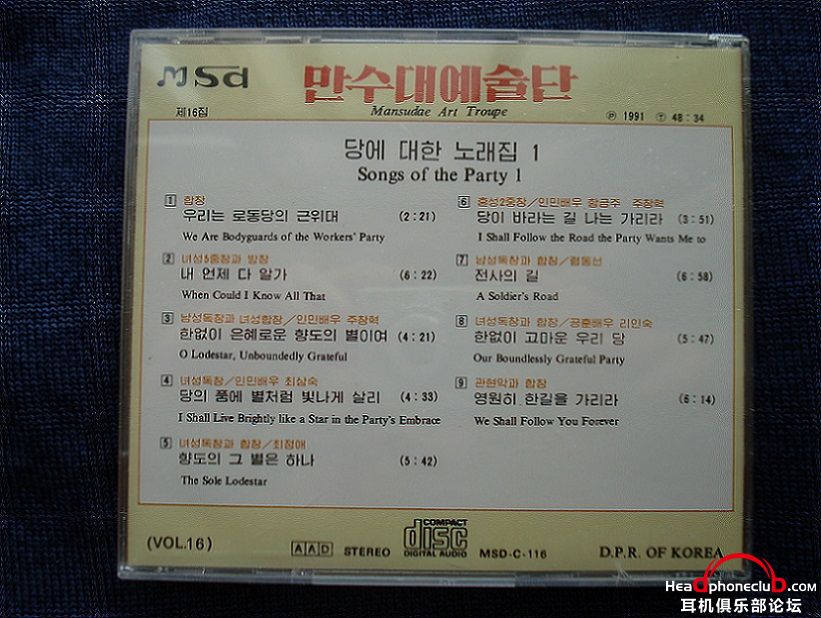 msd
만수대예술단
Mansudae Art Troupe
제16집
Ⓟ 1991 Ⓣ 48 : 34
당에 대한 노래집 1
Songs of the Party 1
1 합창
우리는 로동당의 근위대 (2:21)
We Are Bodyguards of the Workers' Party
2 녀성5중창과 방창
내 언제 다 알가 (6:22)
When Could I Know All That
3 남성독창과 녀성합창/인민배우 주창혁
한없이 은혜로운 향도의 별이여 (4:21)
O Lodestar, Unboundedly Grateful
4 녀성독창/인민배우 최삼숙
당의 품에 별처럼 빛나게 살리 (4:33)
I Shall Live Brightly like a Star in the Party's Embrace
5 녀성독창과 합창/최정애
향도의 그 별은 하나 (5:42)
The Sole Lodestar
6 혼성2중창/인민배우 황금주 주창혁
당이 바라는 길 나는 가리라 (3:51)
I Shall Follow the Road the Party Wants Me to
7 남성독창과 합창/렴동선
전사의 길 (6:58)
A Soldier's Road
8 녀성독창과 합창/공훈배우 리인숙
한없이 고마운 우리 당 (5:47)
Our Boundlessly Grateful Party
9 관현악과 합창
영원히 한길을 가리라 (6:14)
We Shall Follow You Forever
(VOL.16)
AAD STEREO
COMPACT
disc
DIGITAL AUDIO
MSD-C-116
D.P.R. OF KOREA
Headphoneclub.com
耳机俱乐部论坛